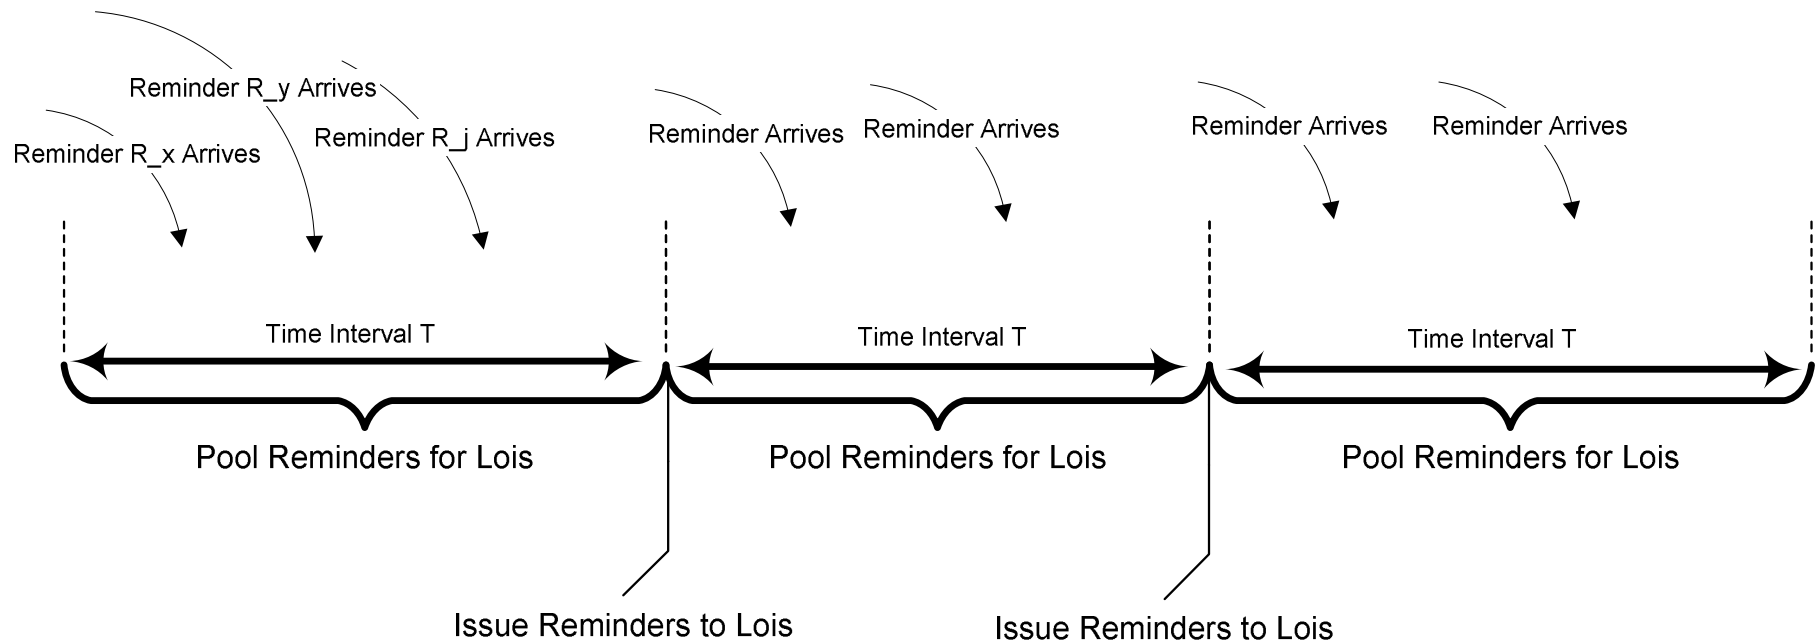 Reminder R_y Arrives
Reminder R_x Arrives
Reminder R_j Arrives
Reminder Arrives
Reminder Arrives
Reminder Arrives
Reminder Arrives
Time Interval T
Time Interval T
Time Interval T
Pool Reminders for Lois
Pool Reminders for Lois
Pool Reminders for Lois
Issue Reminders to Lois
Issue Reminders to Lois